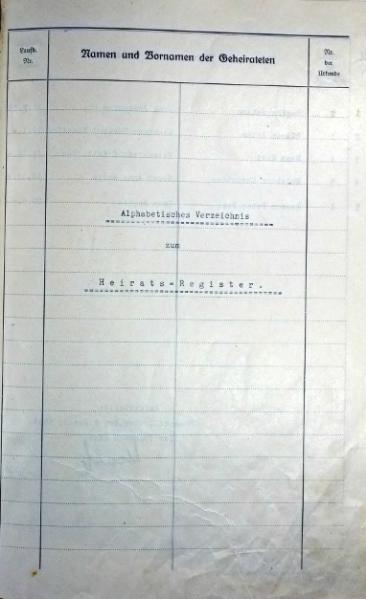 Laufd.
Nr.
Namen und Vornamen der Geheirateten
Nr.
der
Urkunde
Alphabetisches Verzeichnis
zum
Heirats-Register.